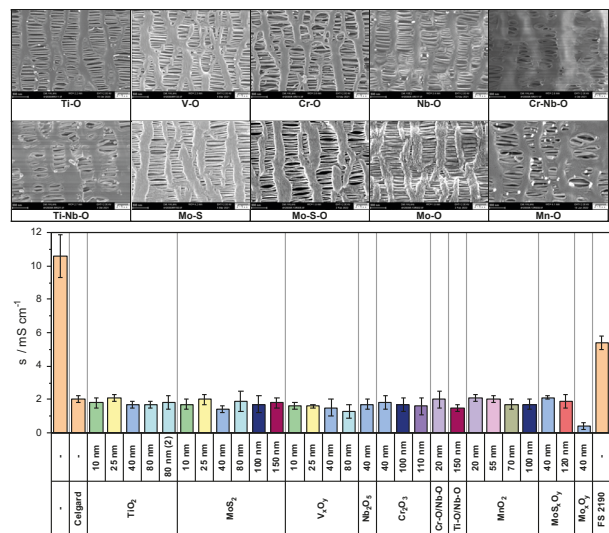 Ti-O
V-O
Cr-O
Nb-O
Cr-Nb-O
Ti-Nb-O
Mo-S
Mo-S-O
Mo-O
Mn-O
s / mS cm⁻¹
12
10
8
6
4
2
0
-
-
10 nm
25 nm
40 nm
80 nm
80 nm (2)
10 nm
25 nm
40 nm
80 nm
100 nm
150 nm
10 nm
25 nm
40 nm
80 nm
40 nm
40 nm
100 nm
110 nm
20 nm
150 nm
20 nm
55 nm
70 nm
100 nm
40 nm
120 nm
40 nm
-
-
Celgard
TiO₂
MoS₂
VₓOᵧ
Nb₂O₅
Cr₂O₃
Cr-O/Nb-O
Ti-O/Nb-O
MnO₂
MoSₓOᵧ
MoₓOᵧ
FS 2190